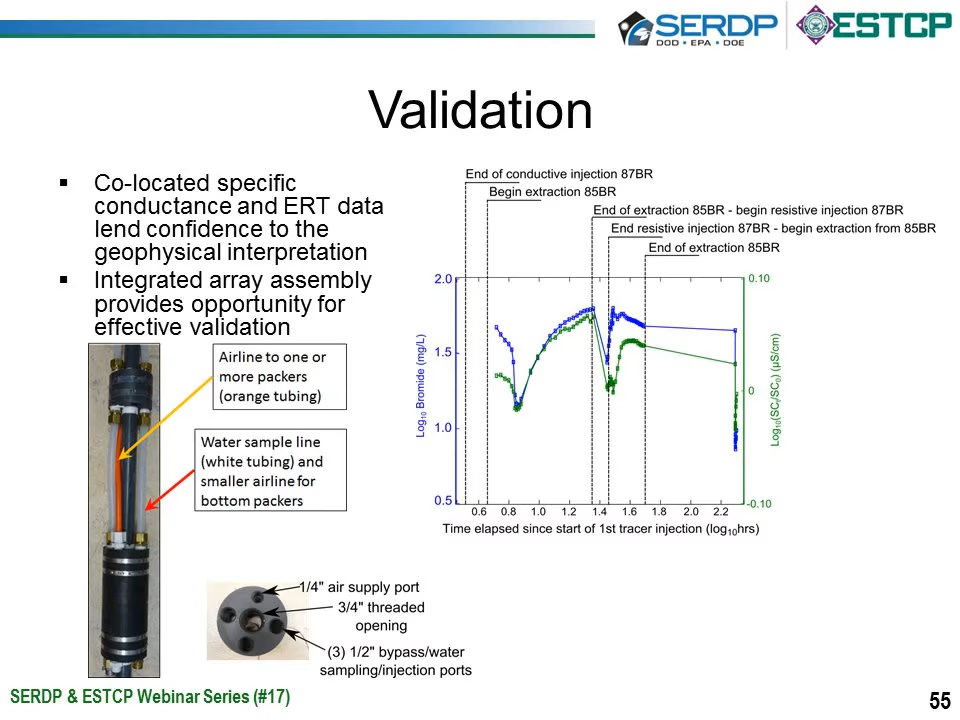 SERDP
DOD • EPA • DOE
ESTCP
Validation
▪ Co-located specific
conductance and ERT data
lend confidence to the
geophysical interpretation
▪ Integrated array assembly
provides opportunity for
effective validation
Airline to one or
more packers
(orange tubing)
Water sample line
(white tubing) and
smaller airline for
bottom packers
1/4" air supply port
3/4" threaded
opening
(3) 1/2" bypass/water
sampling/injection ports
End of conductive injection 87BR
Begin extraction 85BR
End of extraction 85BR - begin resistive injection 87BR
End resistive injection 87BR - begin extraction from 85BR
End of extraction 85BR
2.0
1.5
1.0
0.5
Log₁₀ Bromide (mg/L)
0.10
0
-0.10
Log₁₀(SCₜ/SC₀) (µS/cm)
0.6 0.8 1.0 1.2 1.4 1.6 1.8 2.0 2.2
Time elapsed since start of 1st tracer injection (log₁₀hrs)
SERDP & ESTCP Webinar Series (#17)
55